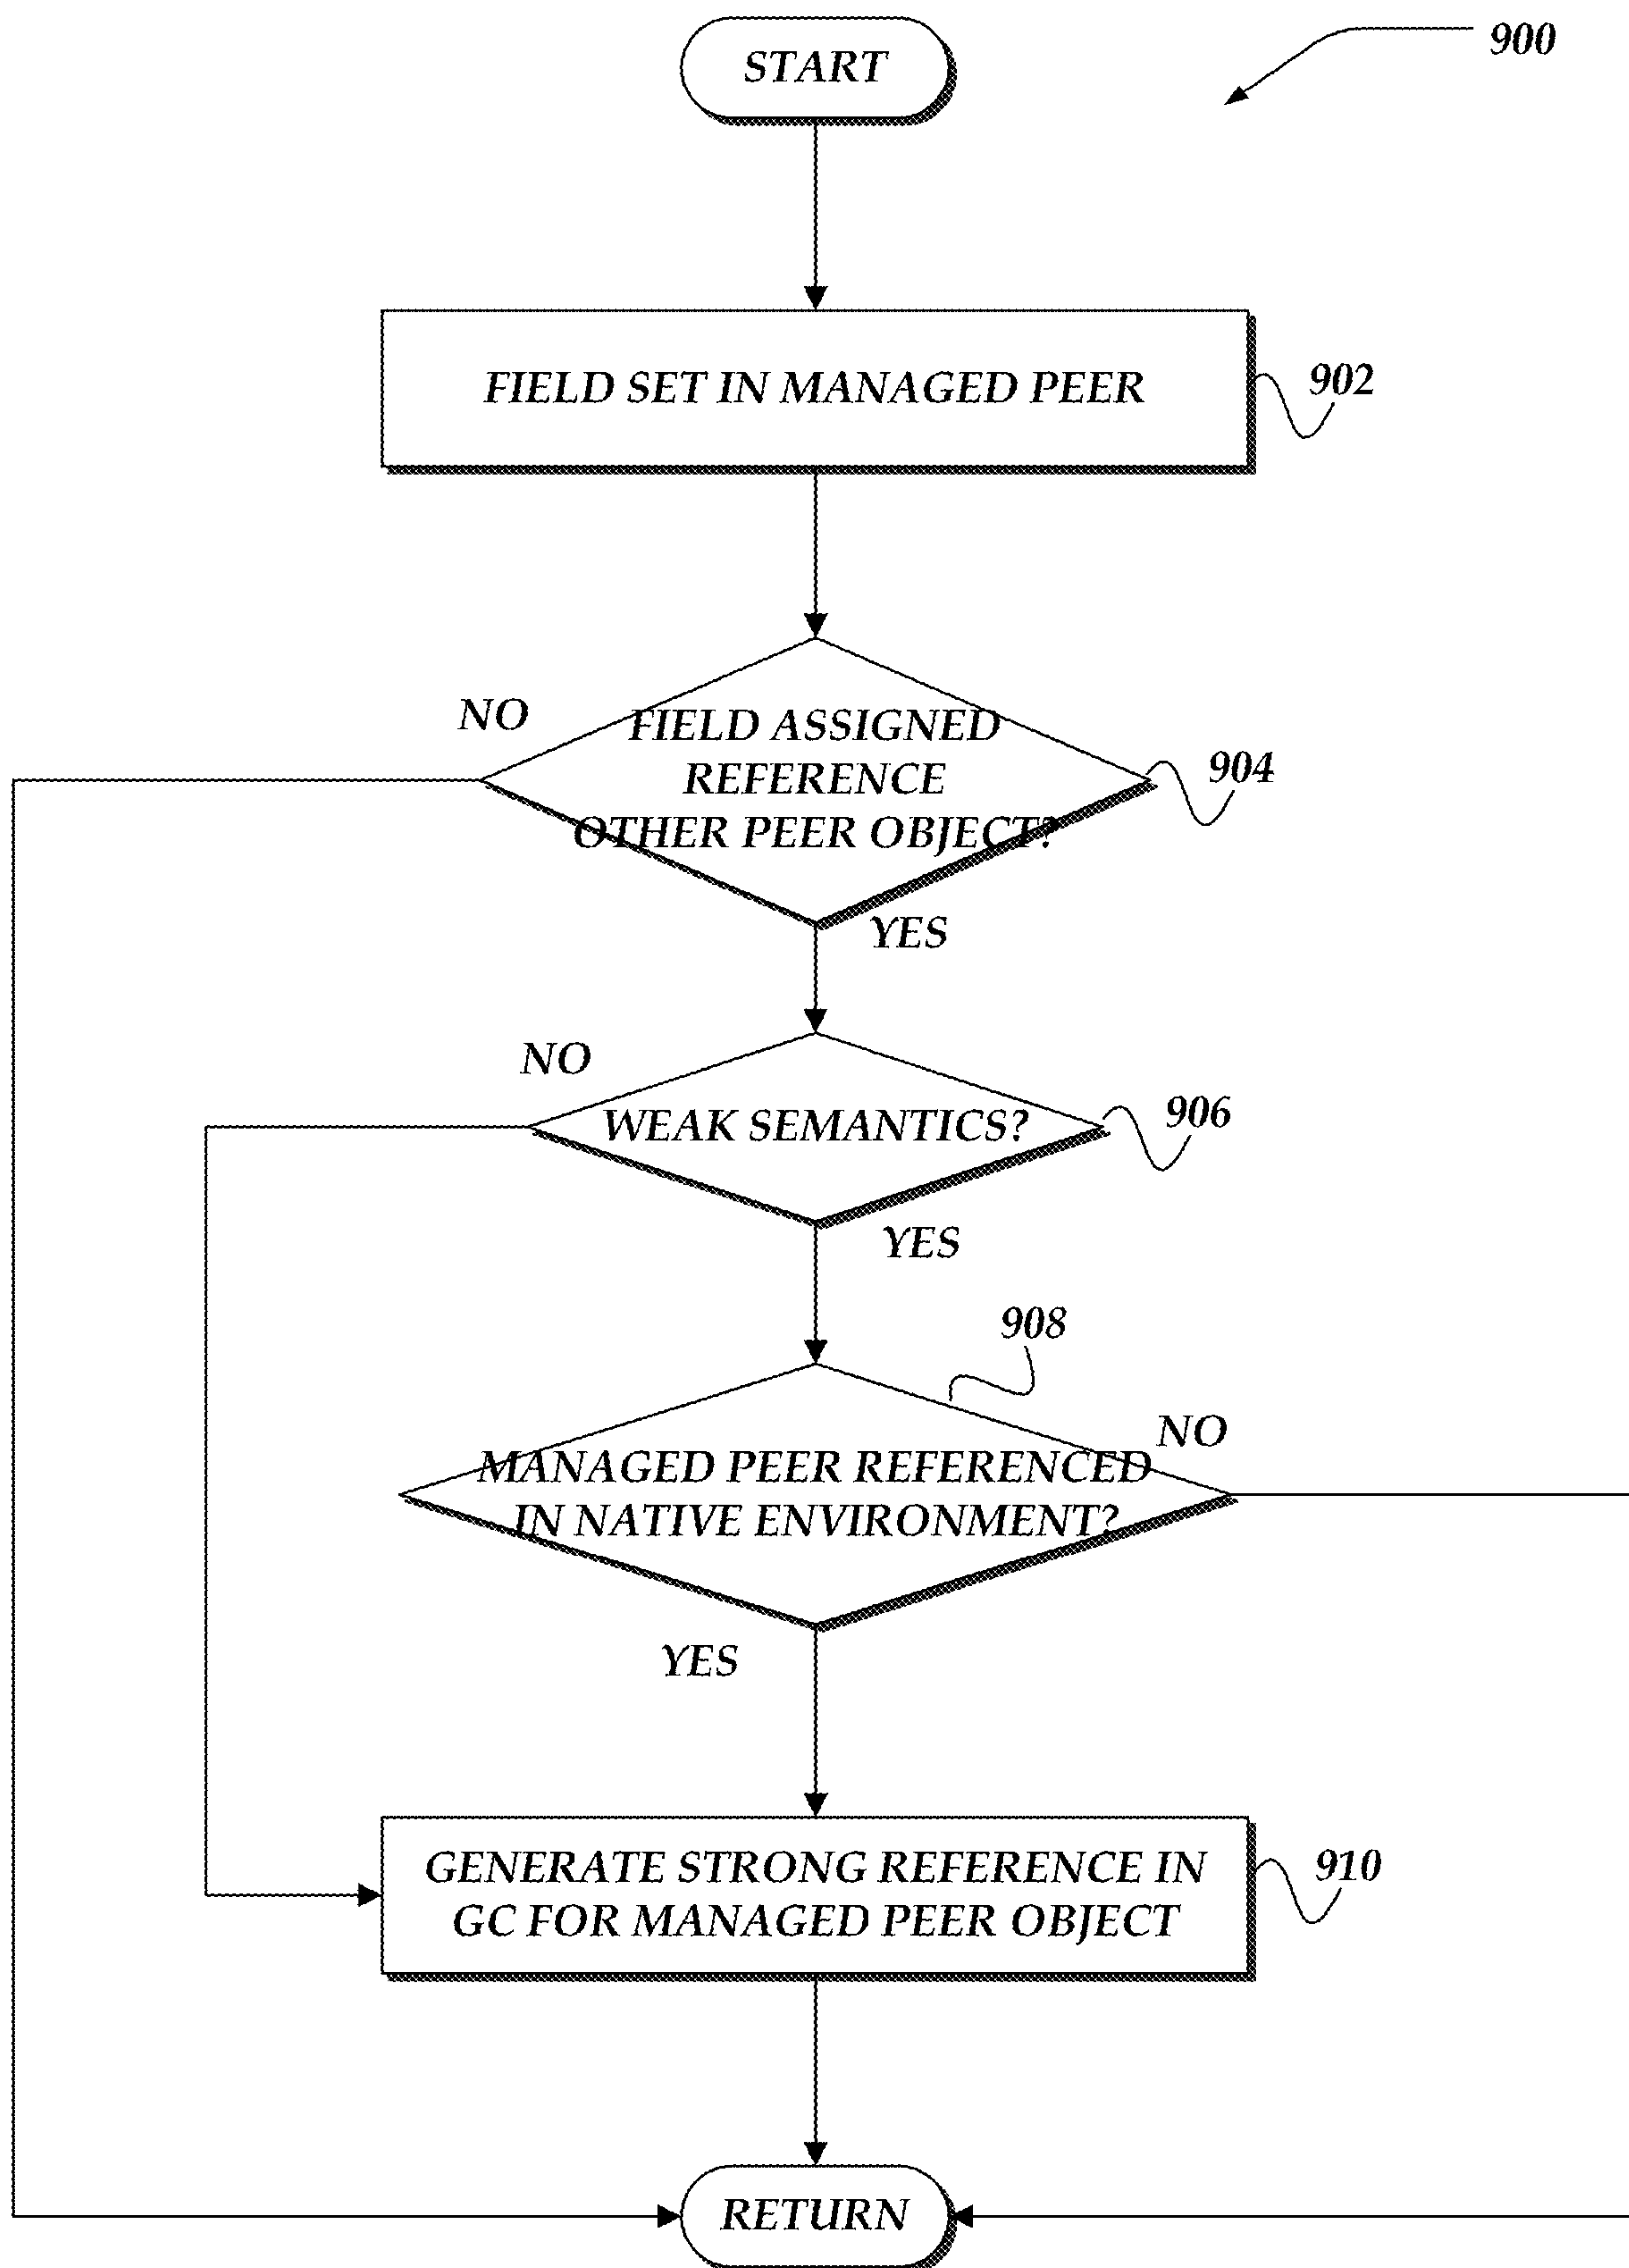 START
900
FIELD SET IN MANAGED PEER
902
NO
FIELD ASSIGNED
REFERENCE
OTHER PEER OBJECT?
904
YES
NO
WEAK SEMANTICS?
906
YES
908
NO
MANAGED PEER REFERENCED
IN NATIVE ENVIRONMENT?
YES
GENERATE STRONG REFERENCE IN
GC FOR MANAGED PEER OBJECT
910
RETURN